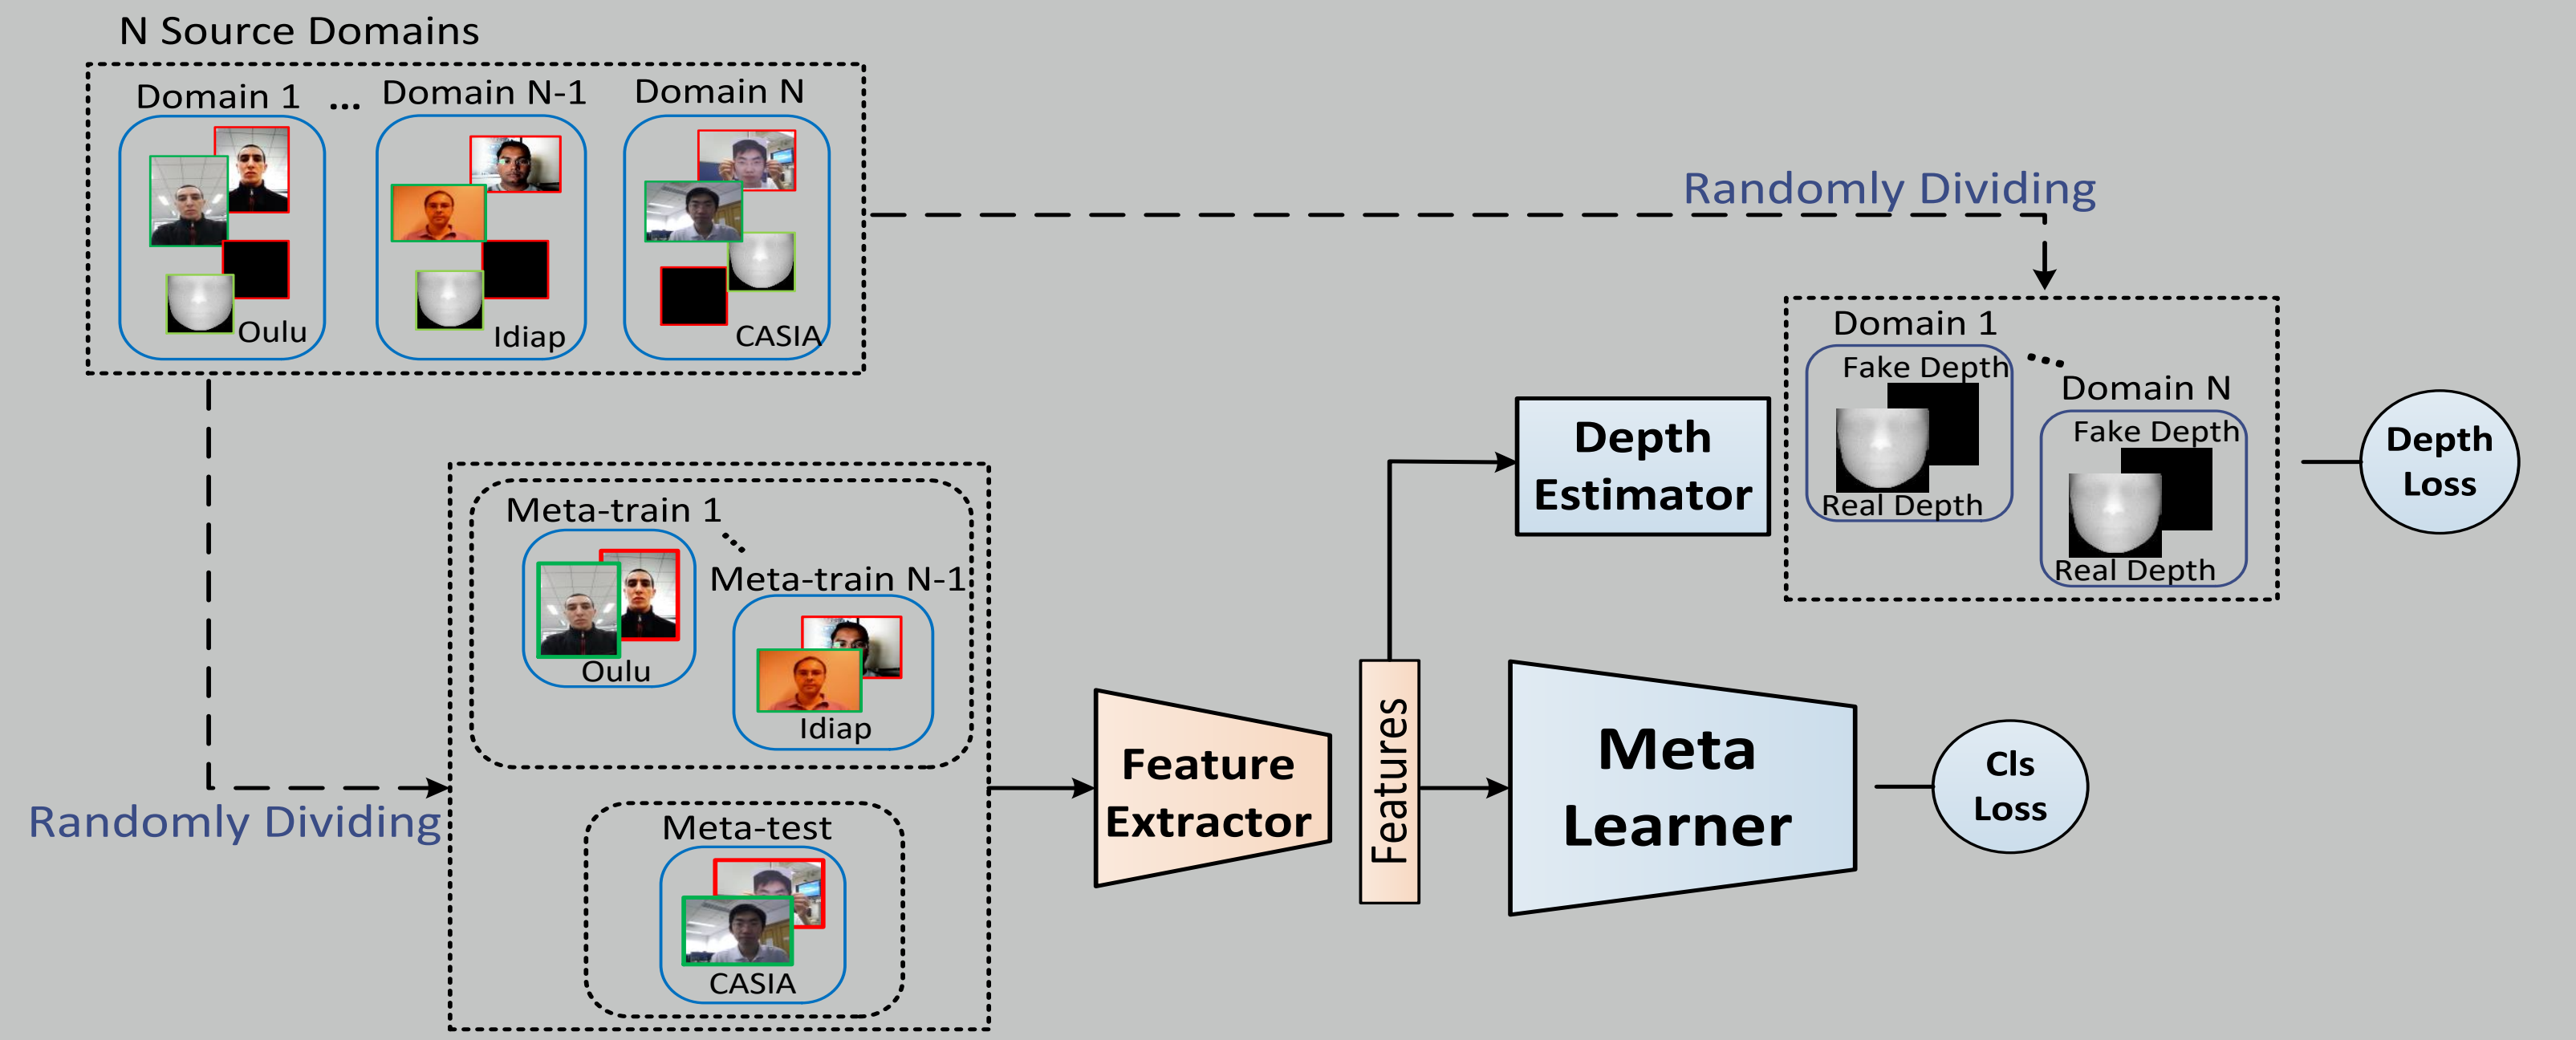 N Source Domains
Domain 1 ... Domain N-1 Domain N
Oulu
Idiap
CASIA
Randomly Dividing
Domain 1
Fake Depth
Real Depth
Domain N
Fake Depth
Real Depth
Depth
Estimator
Depth
Loss
Meta-train 1
Oulu
Meta-train N-1
Idiap
Randomly Dividing
Meta-test
CASIA
Feature
Extractor
Features
Meta
Learner
Cls
Loss